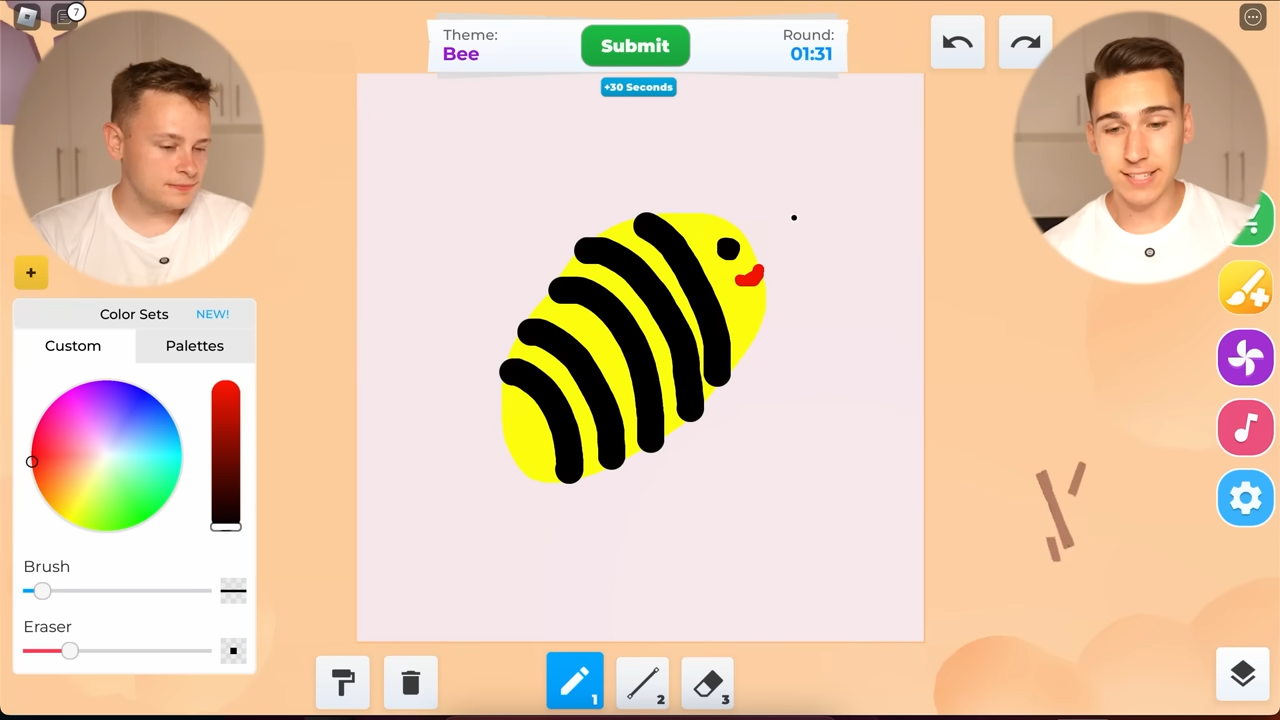 7
Theme:
Bee
Submit
Round:
01:31
+30 Seconds
+
Color Sets
NEW!
Custom
Palettes
Brush
Eraser
1
2
3